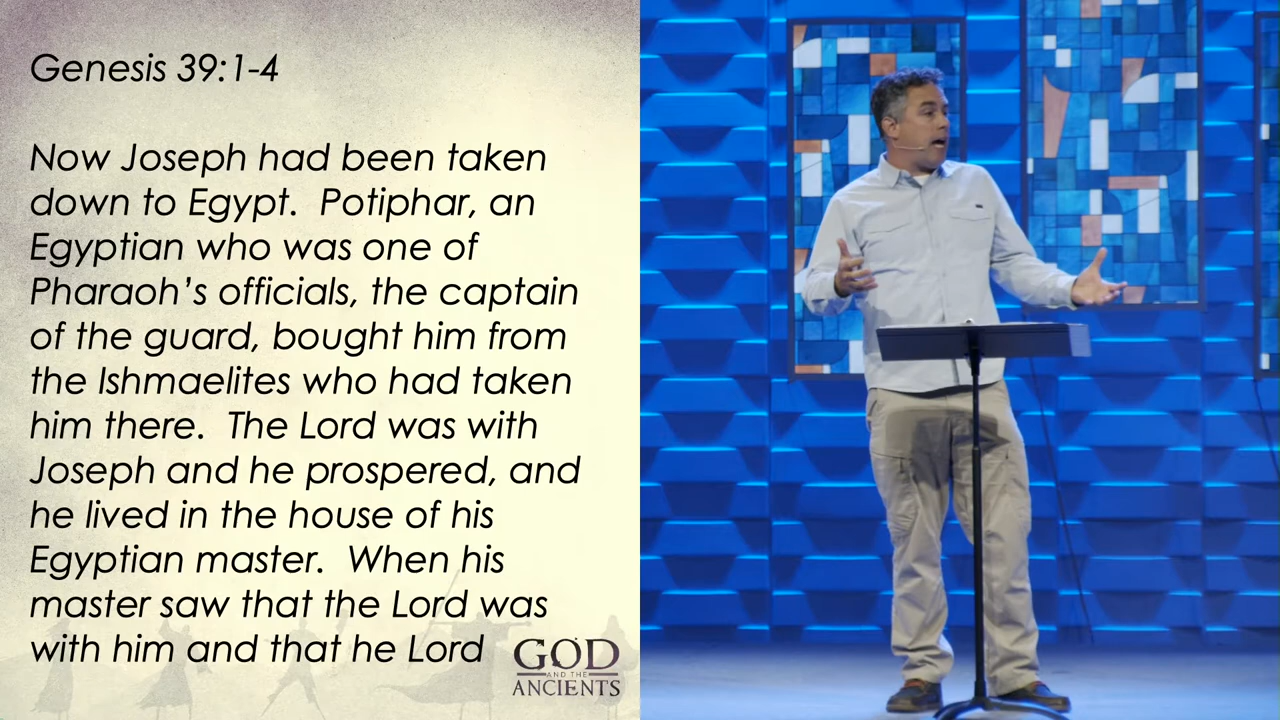 Genesis 39:1-4
Now Joseph had been taken
down to Egypt.  Potiphar, an
Egyptian who was one of
Pharaoh’s officials, the captain
of the guard, bought him from
the Ishmaelites who had taken
him there.  The Lord was with
Joseph and he prospered, and
he lived in the house of his
Egyptian master.  When his
master saw that the Lord was
with him and that he Lord
GOD
AND THE
ANCIENTS